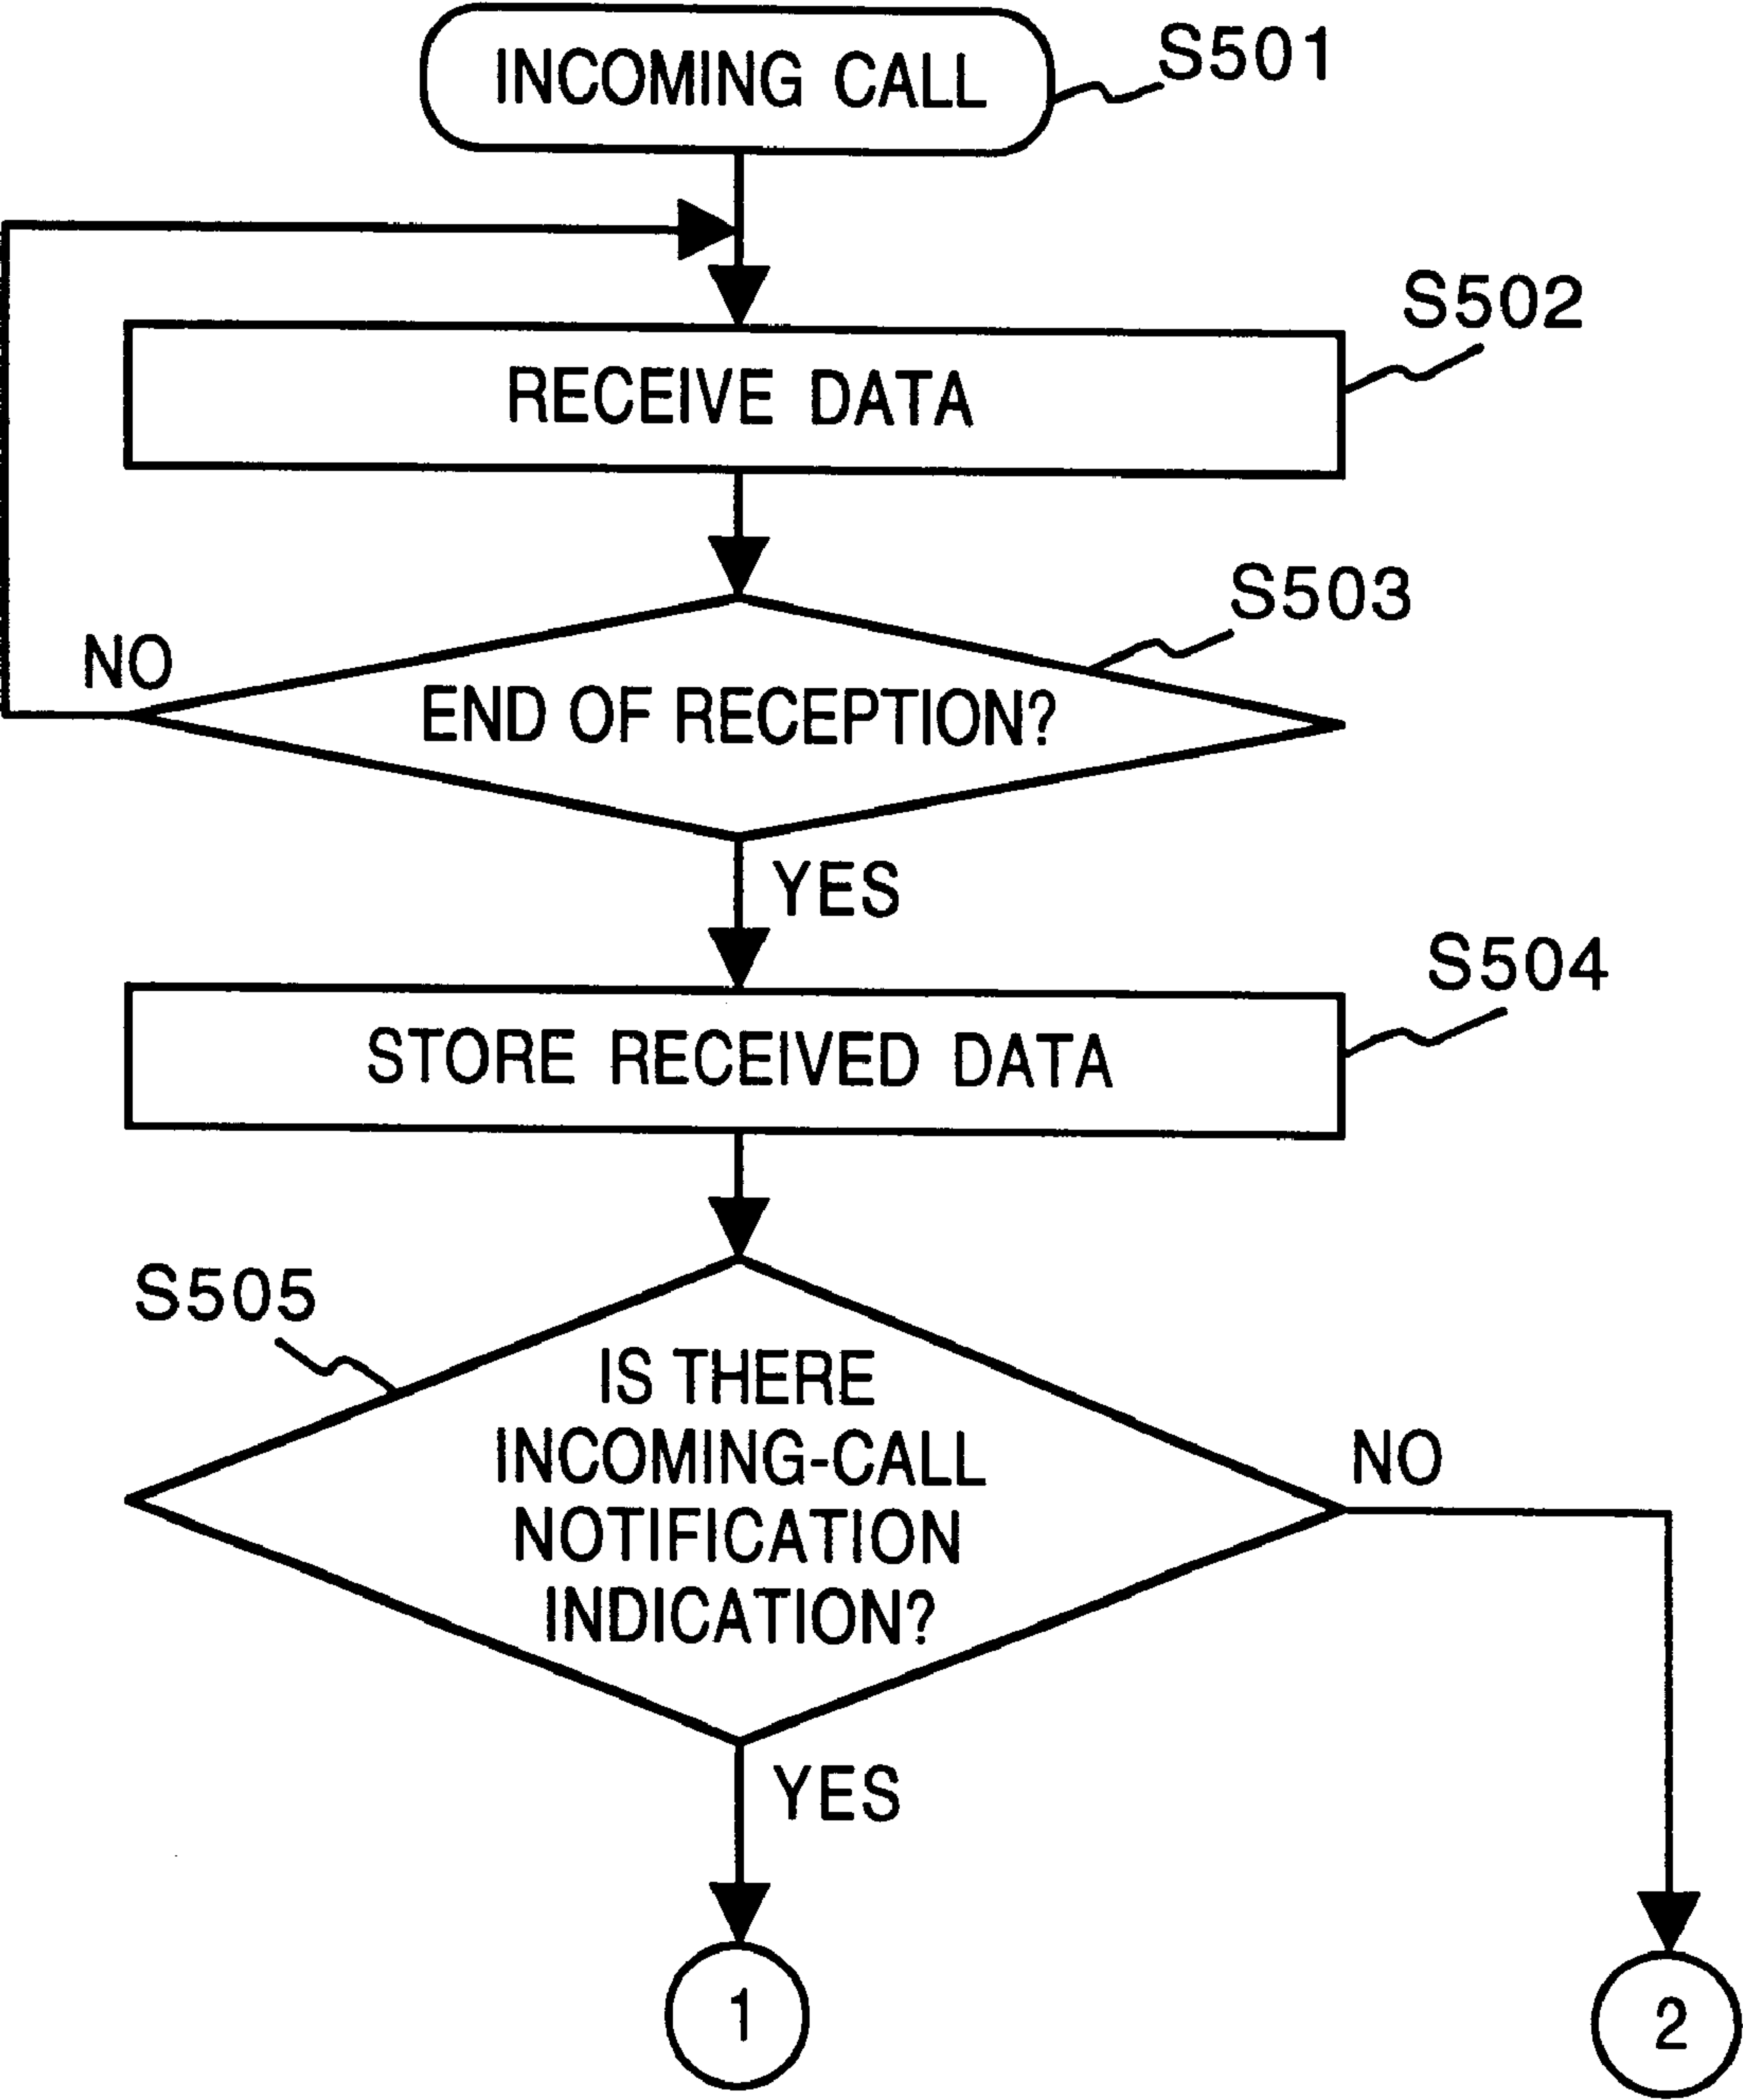 INCOMING CALL
S501
S502
RECEIVE DATA
S503
NO
END OF RECEPTION?
YES
S504
STORE RECEIVED DATA
S505
IS THERE
INCOMING-CALL
NOTIFICATION
INDICATION?
NO
YES
1
2